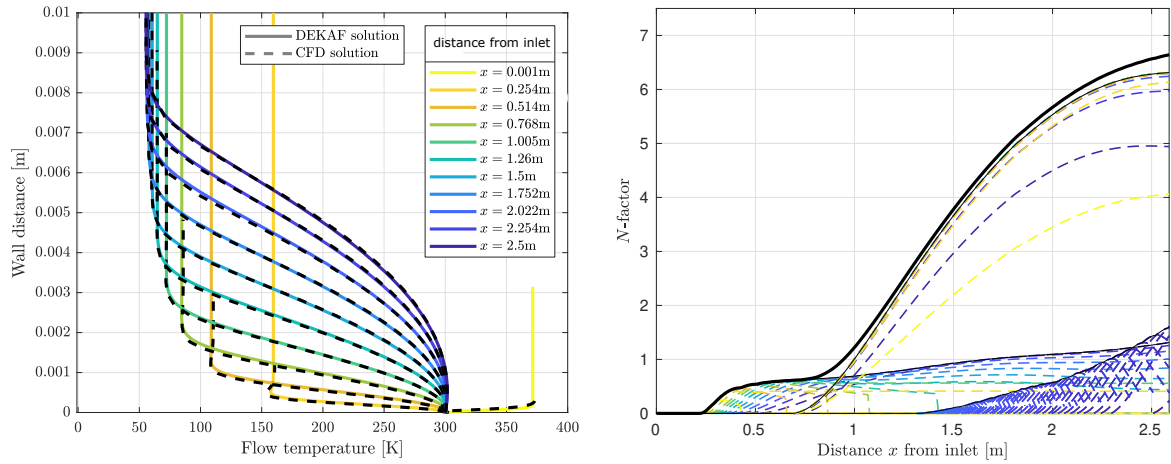 0.01
0.009
0.008
0.007
0.006
0.005
0.004
0.003
0.002
0.001
0
Wall distance [m]
0
50
100
150
200
250
300
350
400
Flow temperature [K]
DEKAF solution
CFD solution
distance from inlet
x = 0.001m
x = 0.254m
x = 0.514m
x = 0.768m
x = 1.005m
x = 1.26m
x = 1.5m
x = 1.752m
x = 2.022m
x = 2.254m
x = 2.5m
7
6
5
4
3
2
1
0
N-factor
0
0.5
1
1.5
2
2.5
Distance x from inlet [m]